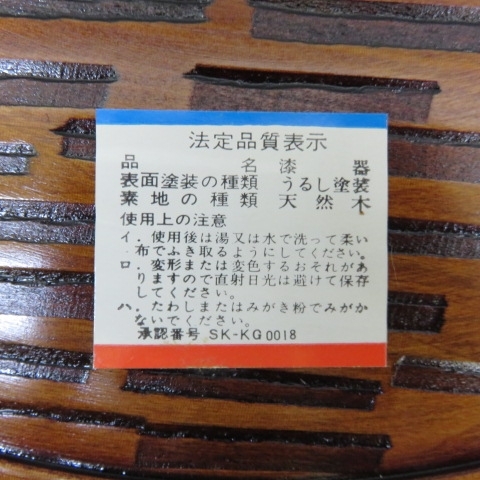 法定品質表示
品名 漆器
表面塗装の種類 うるし塗装
素地の種類 天然木
使用上の注意
イ．使用後は湯又は水で洗って柔い
布でふき取るようにしてください。
ロ．変形または変色するおそれがあ
りますので直射日光は避けて保存
してください。
ハ．たわしまたはみがき粉でみがか
ないでください。
承認番号 SK-KG0018